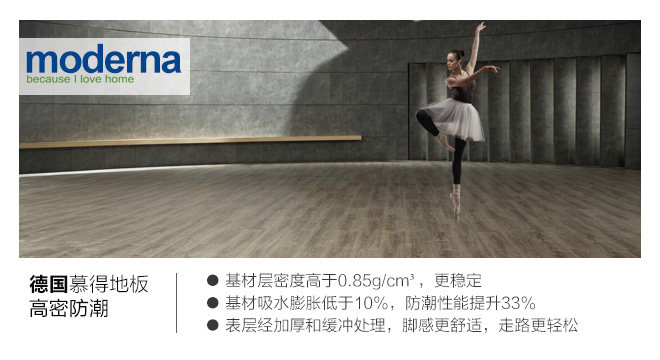 moderna
because I love home
德国慕得地板
高密防潮
● 基材层密度高于0.85g/cm³，更稳定
● 基材吸水膨胀低于10%，防潮性能提升33%
● 表层经加厚和缓冲处理，脚感更舒适，走路更轻松